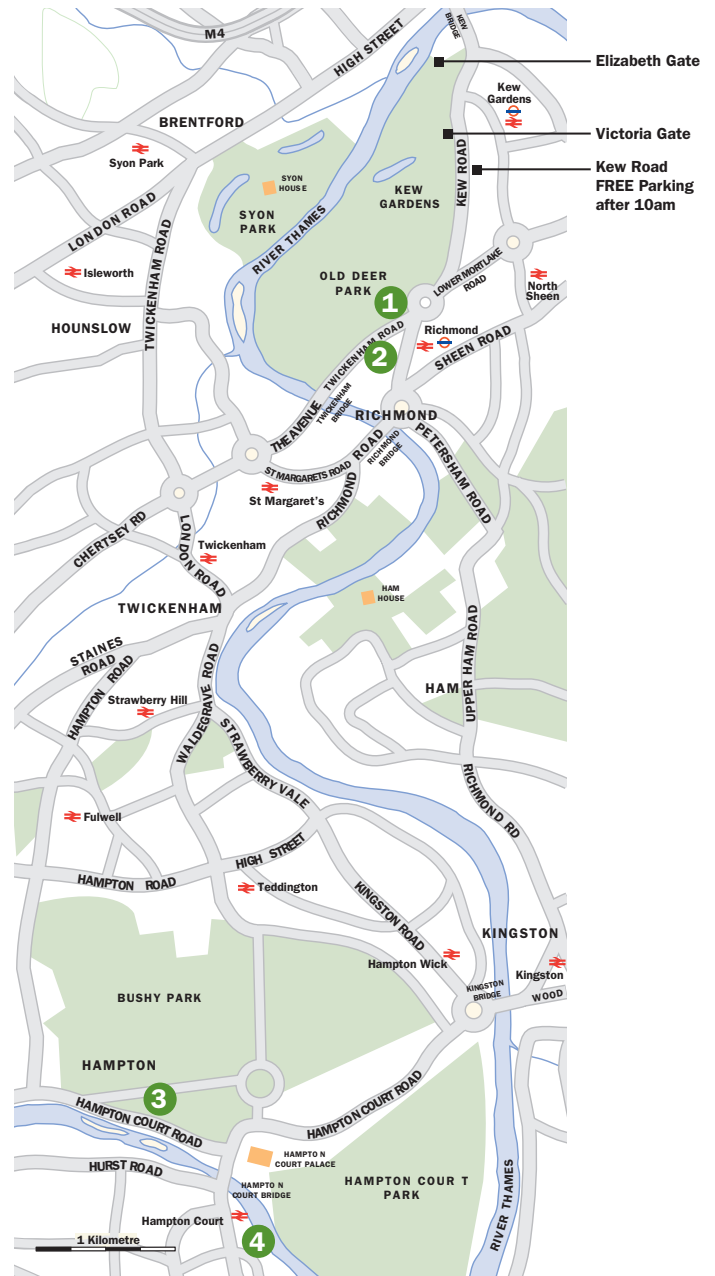 M4
HIGH STREET
KEW
BRIDGE
Elizabeth Gate
Kew
Gardens
BRENTFORD
Victoria Gate
Syon Park
KEW ROAD
Kew Road
FREE Parking
after 10am
SYON
HOUSE
KEW
GARDENS
SYON
PARK
LONDON ROAD
RIVER THAMES
TWICKENHAM ROAD
Isleworth
OLD DEER
PARK
LOWER MORTLAKE
ROAD
North
Sheen
1
HOUNSLOW
TWICKENHAM ROAD
Richmond
SHEEN ROAD
2
THE AVENUE
TWICKENHAM
BRIDGE
RICHMOND
RICHMOND
BRIDGE
PETERSHAM ROAD
ST MARGARETS ROAD
RICHMOND ROAD
St Margaret's
CHERTSEY RD
LONDON ROAD
Twickenham
HAM
HOUSE
TWICKENHAM
STAINES
ROAD
HAMPTON ROAD
WALDEGRAVE ROAD
UPPER HAM ROAD
HAM
Strawberry Hill
STRAWBERRY VALE
RICHMOND RD
Fulwell
HIGH STREET
HAMPTON ROAD
Teddington
KINGSTON ROAD
KINGSTON
Hampton Wick
Kingston
KINGSTON
BRIDGE
WOOD
BUSHY PARK
HAMPTON
3
HAMPTON COURT ROAD
HAMPTON COURT ROAD
HURST ROAD
HAMPTO N
COURT PALACE
HAMPTO N
COURT BRIDGE
HAMPTON COUR T
PARK
RIVER THAMES
Hampton Court
4
1 Kilometre